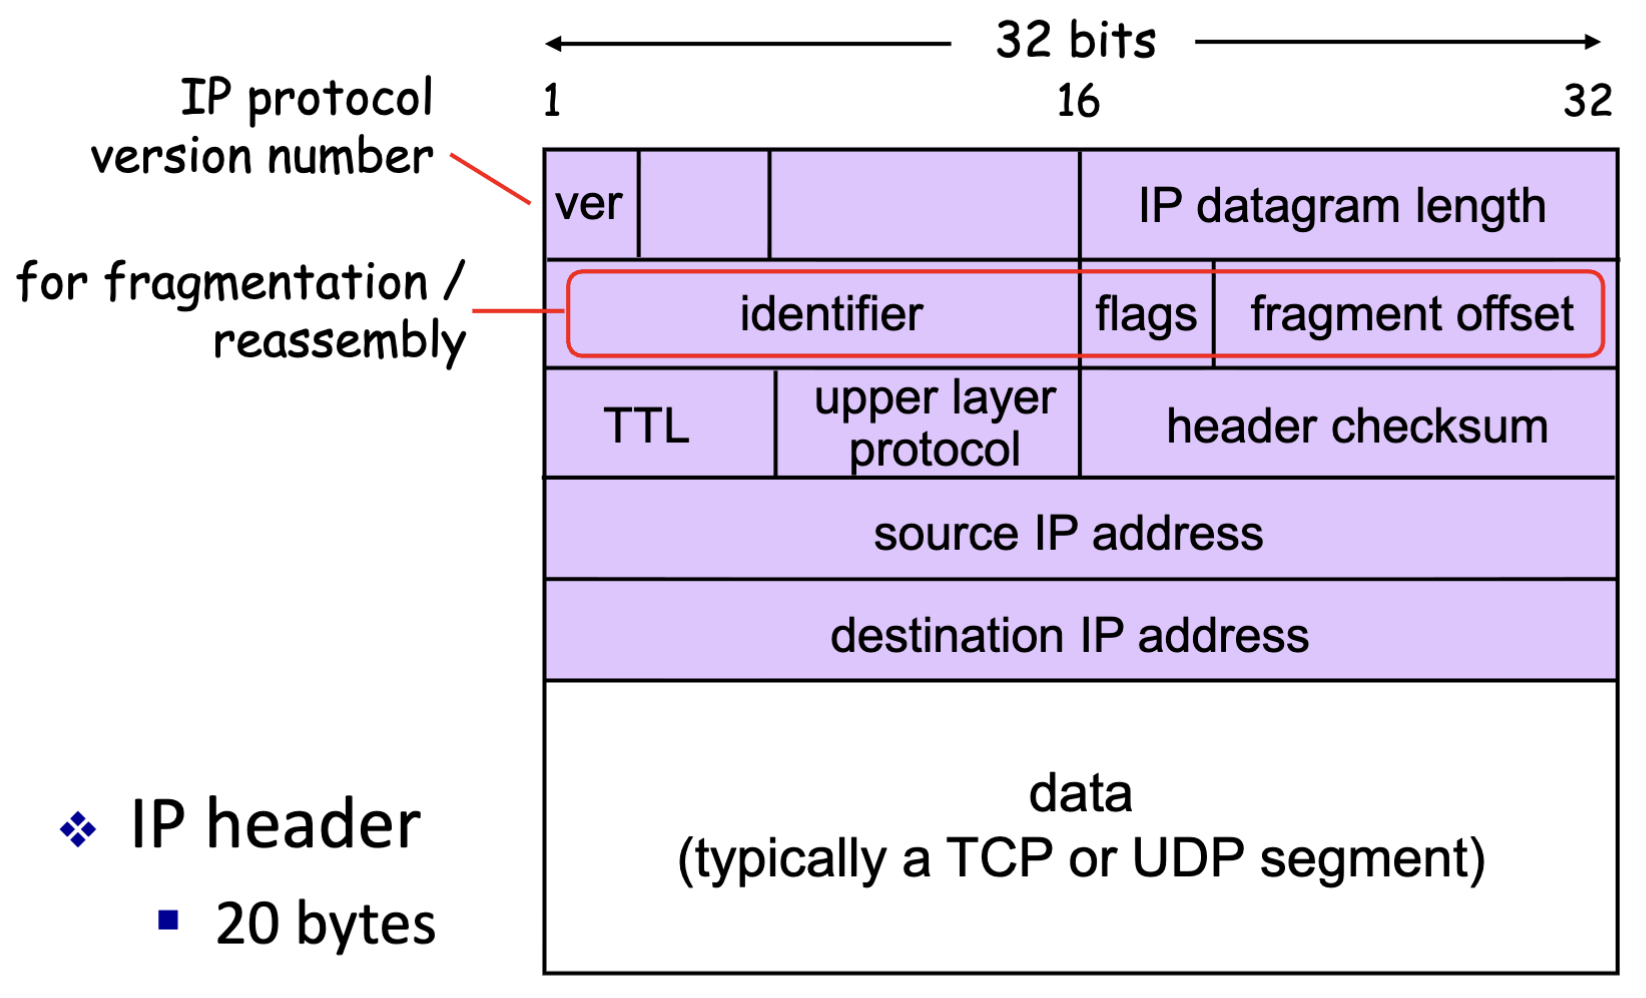 32 bits
1 16 32
IP protocol
version number
ver IP datagram length
for fragmentation /
reassembly
identifier flags fragment offset
TTL upper layer
protocol header checksum
source IP address
destination IP address
data
(typically a TCP or UDP segment)
IP header
20 bytes